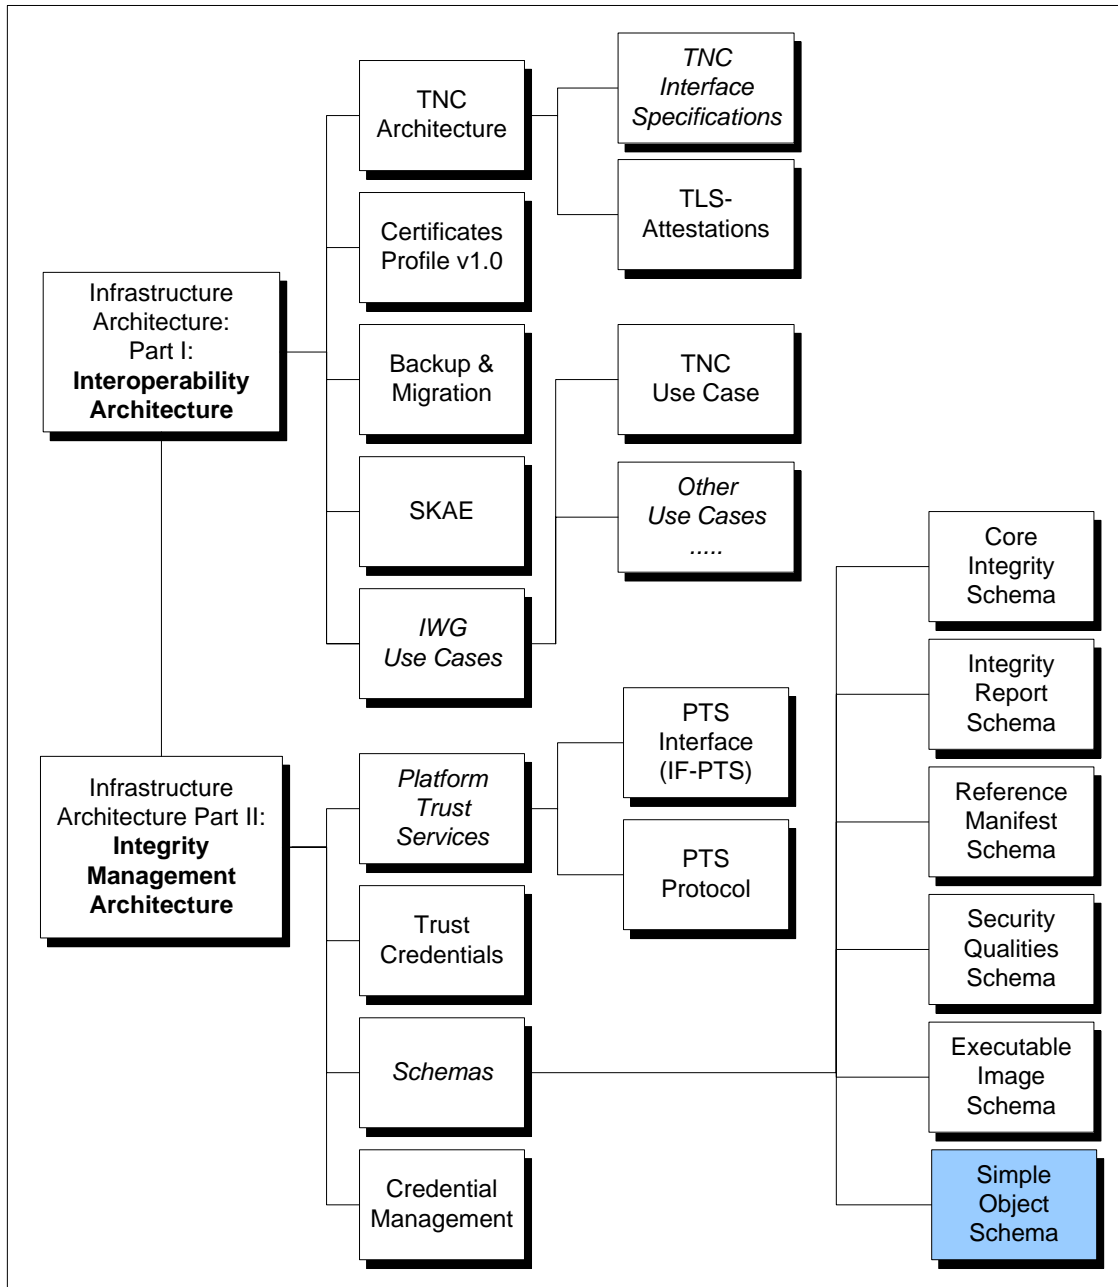 TNC
Architecture
TNC
Interface
Specifications
TLS-
Attestations
Certificates
Profile v1.0
Infrastructure
Architecture:
Part I:
Interoperability
Architecture
Backup &
Migration
TNC
Use Case
SKAE
Other
Use Cases
.....
IWG
Use Cases
Core
Integrity
Schema
Integrity
Report
Schema
PTS
Interface
(IF-PTS)
Infrastructure
Architecture Part II:
Integrity
Management
Architecture
Platform
Trust
Services
Reference
Manifest
Schema
PTS
Protocol
Trust
Credentials
Security
Qualities
Schema
Schemas
Executable
Image
Schema
Credential
Management
Simple
Object
Schema